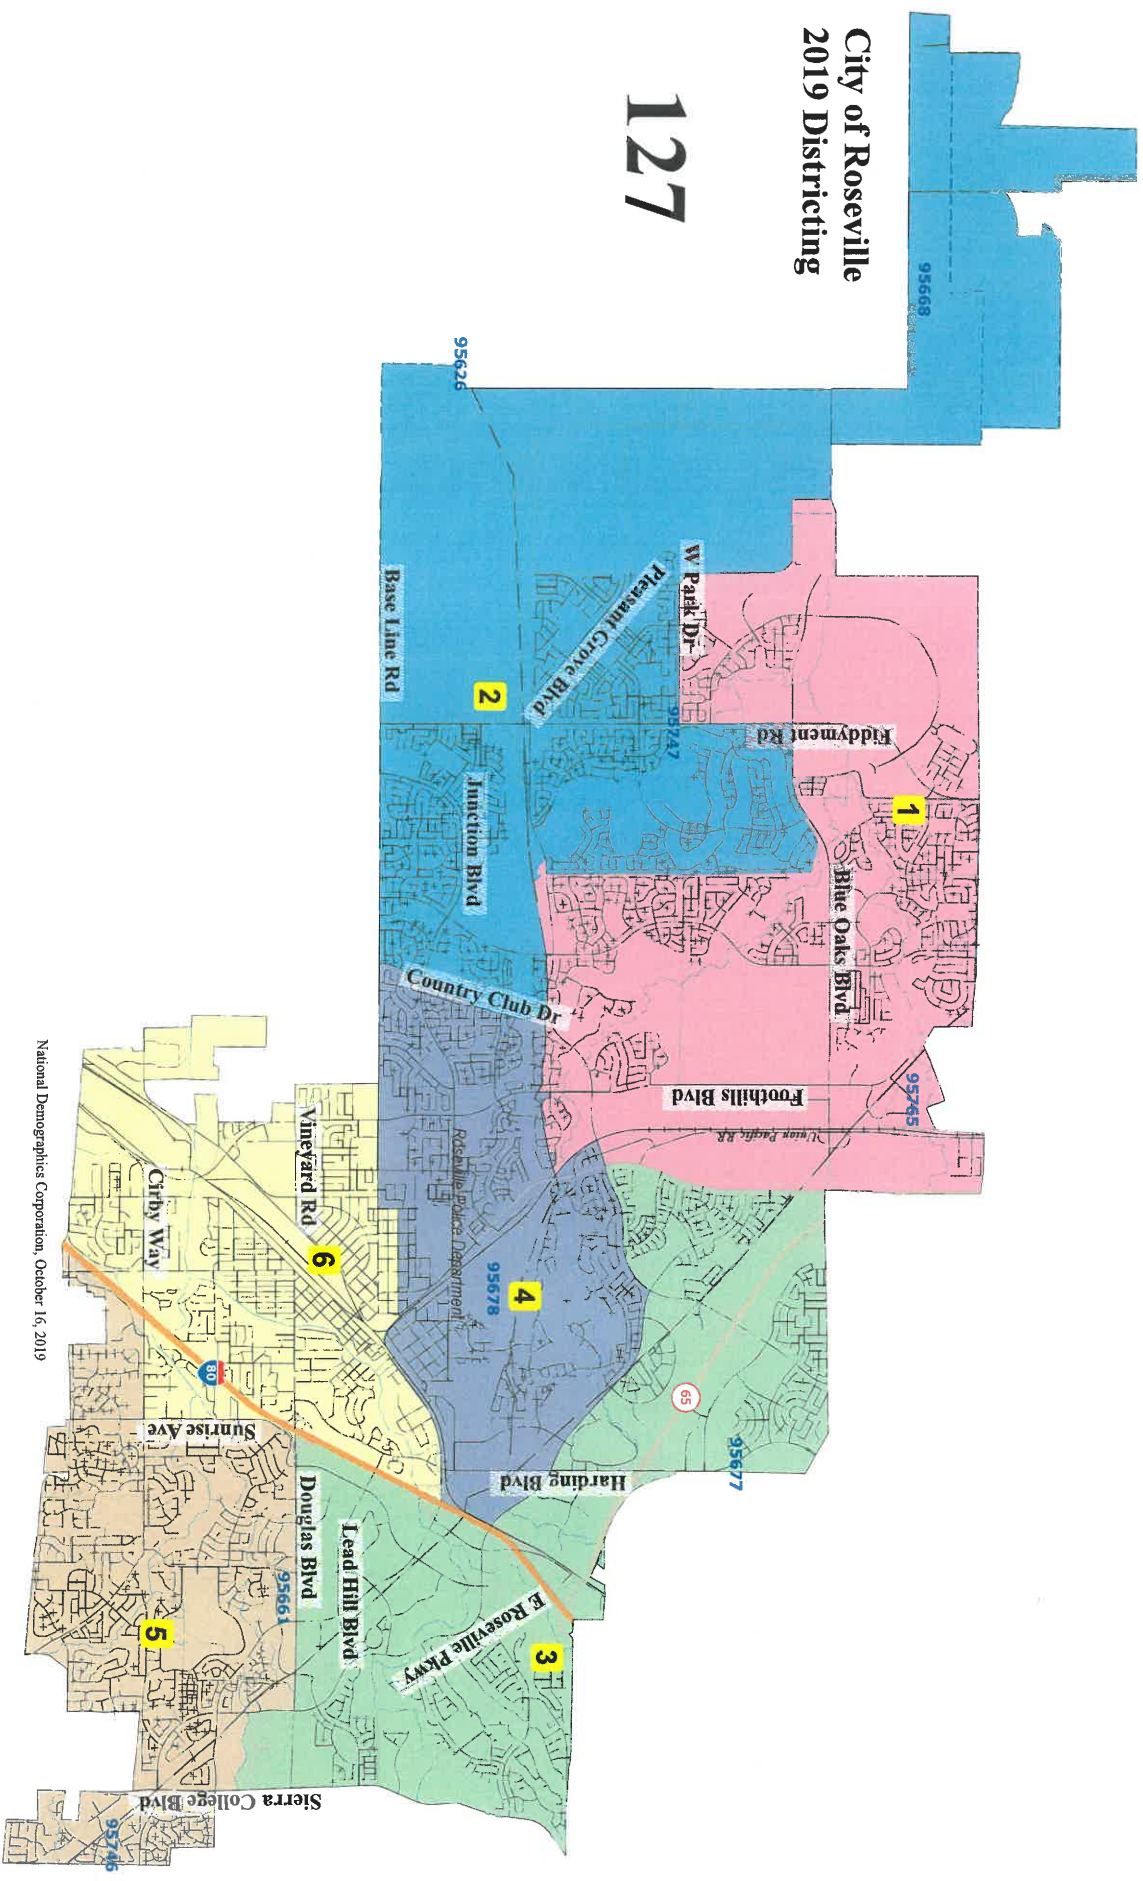 City of Roseville
2019 Districting
127
95668
95626
W Park Dr
Pleasant Grove Blvd
Base Line Rd
2
95747
Fiddyment Rd
1
Junction Blvd
Blue Oaks Blvd
Country Club Dr
Foothills Blvd
95765
Union Pacific RR
Vineyard Rd
Roseville Police Department
Cirby Way
6
95678
4
80
65
Sunrise Ave
Harding Blvd
95677
Douglas Blvd
Lead Hill Blvd
95661
E Roseville Pkwy
3
5
Sierra College Blvd
95746
National Demographics Corporation, October 16, 2019